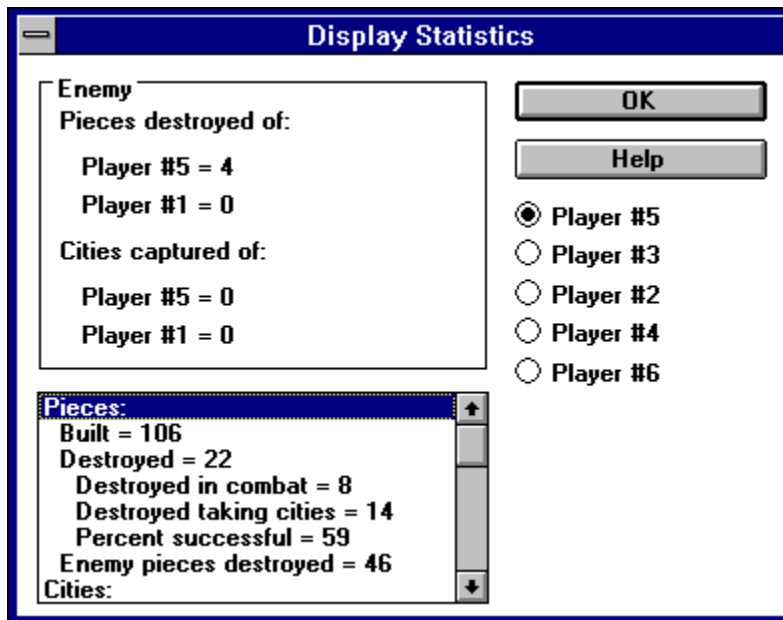 Display Statistics
Enemy
Pieces destroyed of:
Player #5 = 4
Player #1 = 0
Cities captured of:
Player #5 = 0
Player #1 = 0
OK
Help
Player #5
Player #3
Player #2
Player #4
Player #6
Pieces:
Built = 106
Destroyed = 22
Destroyed in combat = 8
Destroyed taking cities = 14
Percent successful = 59
Enemy pieces destroyed = 46
Cities: